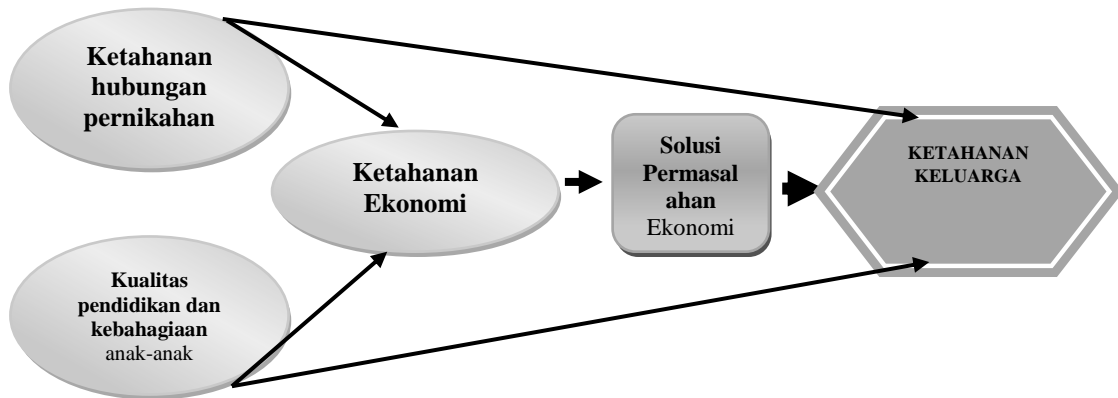 Ketahanan
hubungan
pernikahan
Ketahanan
Ekonomi
Solusi
Permasal
ahan
Ekonomi
KETAHANAN
KELUARGA
Kualitas
pendidikan dan
kebahagiaan
anak-anak